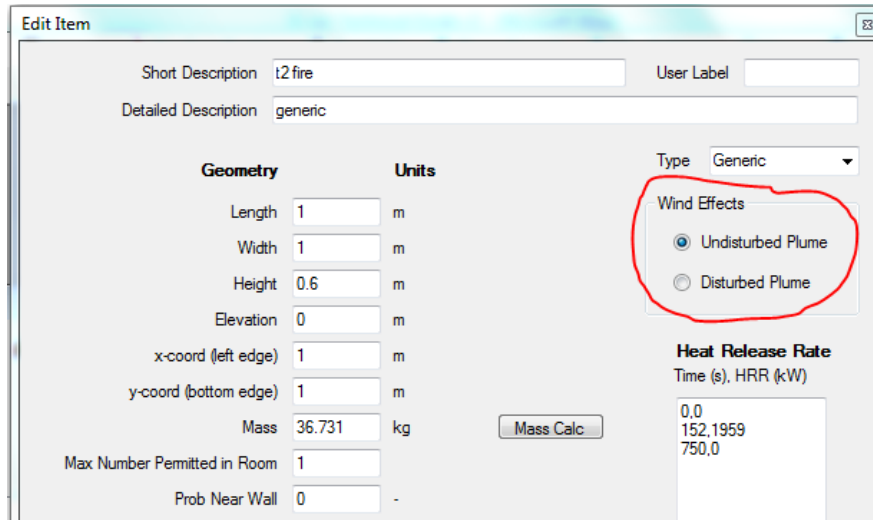 Edit Item
Short Description t2 fire User Label
Detailed Description generic
Type Generic
Geometry Units
Wind Effects
Length 1 m
Undisturbed Plume
Width 1 m
Disturbed Plume
Height 0.6 m
Elevation 0 m
Heat Release Rate
x-coord (left edge) 1 m
Time (s), HRR (kW)
y-coord (bottom edge) 1 m
0,0
Mass 36.731 kg Mass Calc
152,1959
750,0
Max Number Permitted in Room 1
Prob Near Wall 0 -